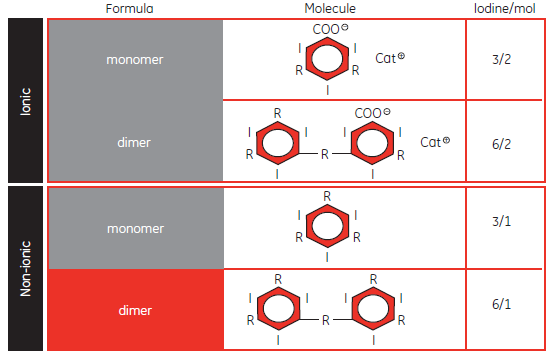 Formula Molecule Iodine/mol
Ionic
COO⊖
I I
monomer Cat⊕ 3/2
R R
I
R COO⊖
I I I I
dimer Cat⊕ 6/2
R R R
I I
Non-ionic
R
I I
monomer 3/1
R R
I
R R
I I I I
dimer 6/1
R R R
I I